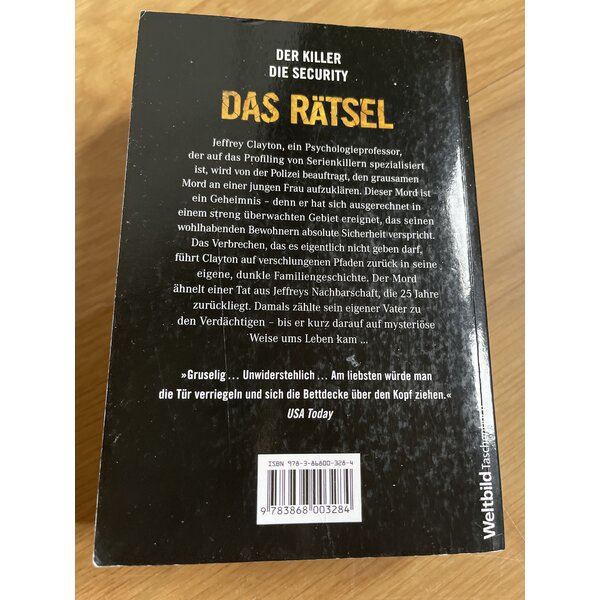 DER KILLER
DIE SECURITY
DAS RÄTSEL
Jeffrey Clayton, ein Psychologieprofessor,
der auf das Profiling von Serienkillern spezialisiert
ist, wird von der Polizei beauftragt, den grausamen
Mord an einer jungen Frau aufzuklären. Dieser Mord ist
ein Geheimnis – denn er hat sich ausgerechnet in
einem streng überwachten Gebiet ereignet, das seinen
wohlhabenden Bewohnern absolute Sicherheit verspricht.
Das Verbrechen, das es eigentlich nicht geben darf,
führt Clayton auf verschlungenen Pfaden zurück in seine
eigene, dunkle Familiengeschichte. Der Mord
ähnelt einer Tat aus Jeffreys Nachbarschaft, die 25 Jahre
zurückliegt. Damals zählte sein eigener Vater zu
den Verdächtigen – bis er kurz darauf auf mysteriöse
Weise ums Leben kam ...
»Gruselig ... Unwiderstehlich ... Am liebsten würde man
die Tür verriegeln und sich die Bettdecke über den Kopf ziehen.«
USA Today
ISBN 978-3-86800-328-4
9 783868 003284
Weltbild